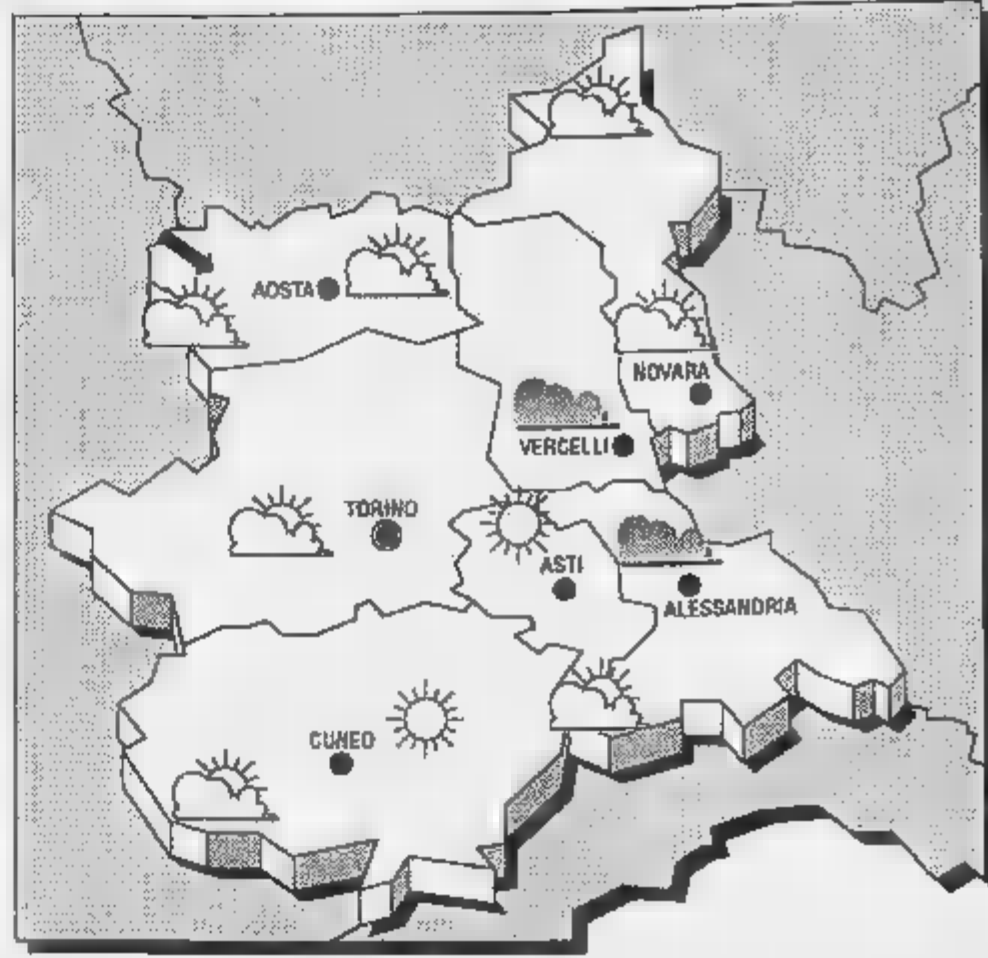 AOSTA
NOVARA
VERCELLI
TORINO
ASTI
ALESSANDRIA
CUNEO